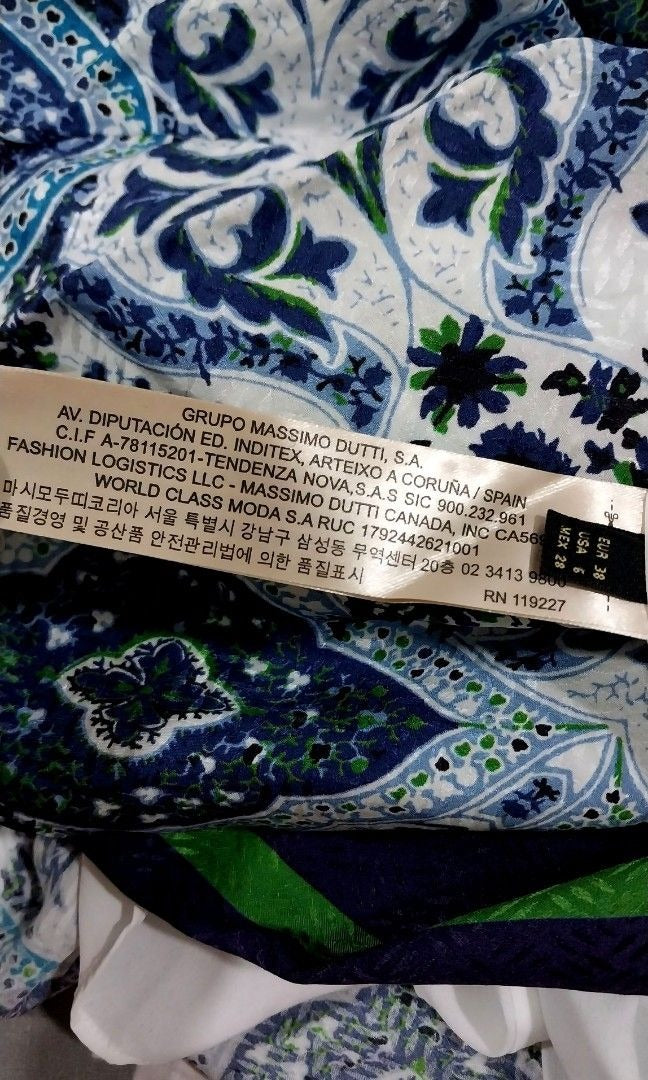 GRUPO MASSIMO DUTTI, S.A.
AV. DIPUTACIÓN ED. INDITEX, ARTEIXO A CORUÑA / SPAIN
C.I.F A-78115201-TENDENZA NOVA,S.A.S SIC 900.232.961
FASHION LOGISTICS LLC - MASSIMO DUTTI CANADA, INC
WORLD CLASS MODA S.A RUC 1792442621001
마시모두띠코리아 서울 특별시 강남구 삼성동 무역센터 20층 02 3413 9800
품질경영 및 공산품 안전관리법에 의한 품질표시
RN 119227
EUR 38
USA 6
MEX 28